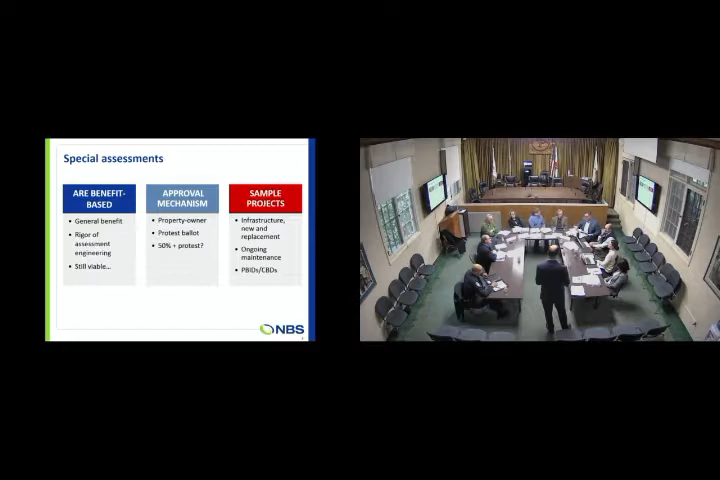 Special assessments
ARE BENEFIT-
BASED
• General benefit
• Rigor of
assessment
engineering
• Still viable...
APPROVAL
MECHANISM
• Property-owner
• Protest ballot
• 50% + protest?
SAMPLE
PROJECTS
• Infrastructure,
new and
replacement
• Ongoing
maintenance
• PBIDs/CBDs
NBS